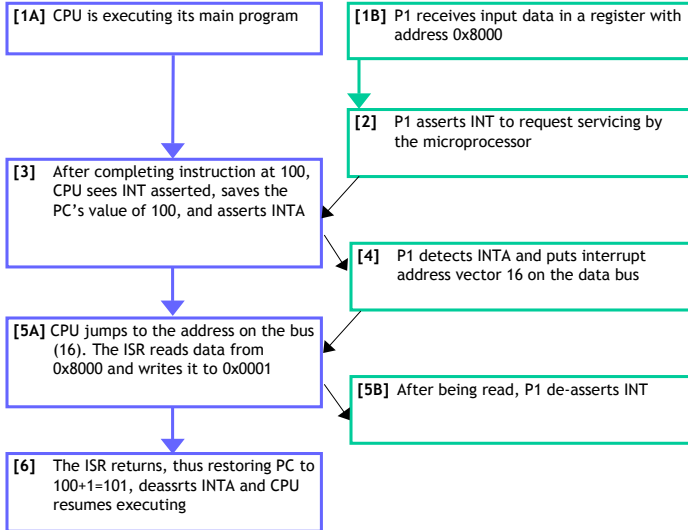 [1A] CPU is executing its main program
[1B] P1 receives input data in a register with
address 0x8000
[2] P1 asserts INT to request servicing by
the microprocessor
[3] After completing instruction at 100,
CPU sees INT asserted, saves the
PC’s value of 100, and asserts INTA
[4] P1 detects INTA and puts interrupt
address vector 16 on the data bus
[5A] CPU jumps to the address on the bus
(16). The ISR reads data from
0x8000 and writes it to 0x0001
[5B] After being read, P1 de-asserts INT
[6] The ISR returns, thus restoring PC to
100+1=101, deassrts INTA and CPU
resumes executing